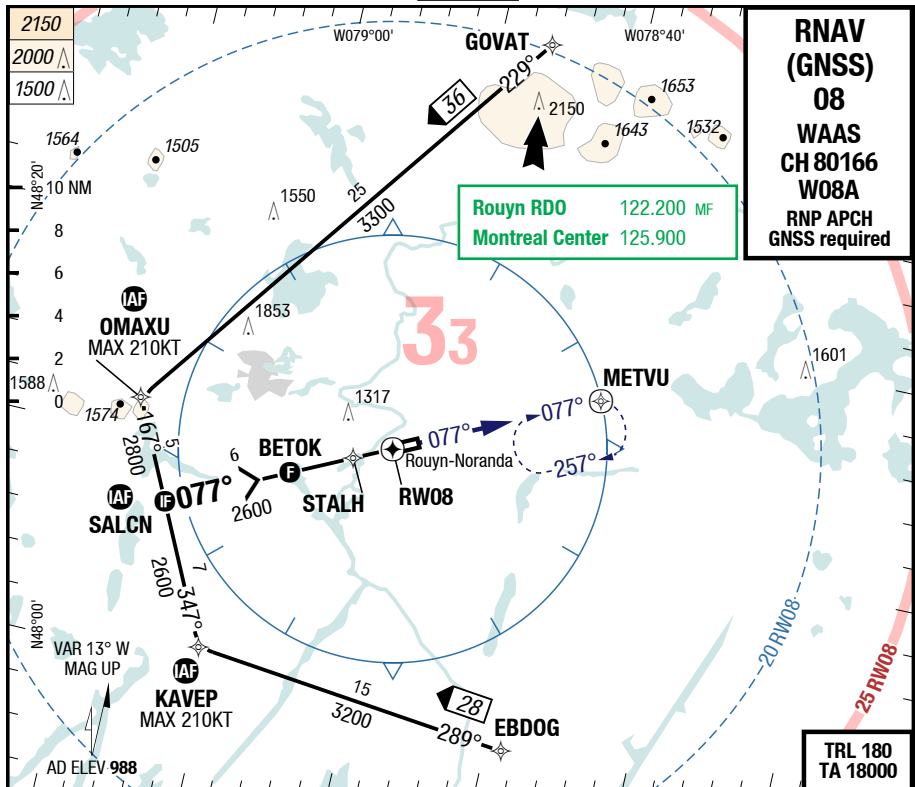 2150
2000
1500
W079°00'
W078°40'
GOVAT
229°
36
2150
1653
1643
1532
RNAV
(GNSS)
08
WAAS
CH 80166
W08A
RNP APCH
GNSS required
1564
1505
N48°20'
10 NM
8
6
4
2
0
1550
25
3300
Rouyn RDO 122.200 MF
Montreal Center 125.900
IAF
OMAXU
MAX 210KT
1853
33
1588
1574
1317
METVU
1601
167°
2800
5
IAF
SALCN
IF
077°
6
2600
BETOK
F
STALH
RW08
Rouyn-Noranda
077°
077°
257°
7
2600
347°
N48°00'
VAR 13° W
MAG UP
IAF
KAVEP
MAX 210KT
15
3200
28
289°
EBDOG
20 RW08
25 RW08
AD ELEV 988
TRL 180
TA 18000